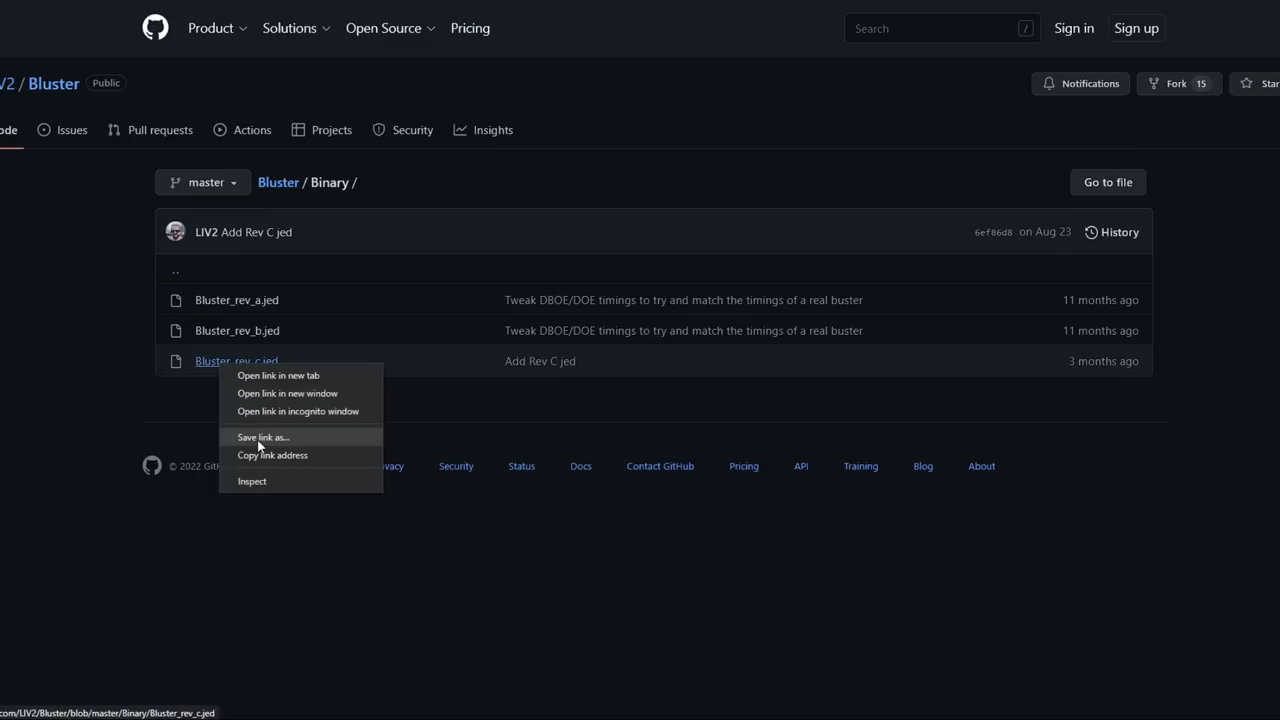 Product Solutions Open Source Pricing Search / Sign in Sign up
V2 / Bluster Public Notifications Fork 15 Star
ode Issues Pull requests Actions Projects Security Insights
master Bluster / Binary / Go to file
LIV2 Add Rev C jed 6ef86d8 on Aug 23 History
..
Bluster_rev_a.jed Tweak DBOE/DOE timings to try and match the timings of a real buster 11 months ago
Bluster_rev_b.jed Tweak DBOE/DOE timings to try and match the timings of a real buster 11 months ago
Bluster_rev_c.jed Add Rev C jed 3 months ago
Open link in new tab
Open link in new window
Open link in incognito window
Save link as...
Copy link address
Inspect
© 2022 GitH vacy Security Status Docs Contact GitHub Pricing API Training Blog About
com/LIV2/Bluster/blob/master/Binary/Bluster_rev_c.jed